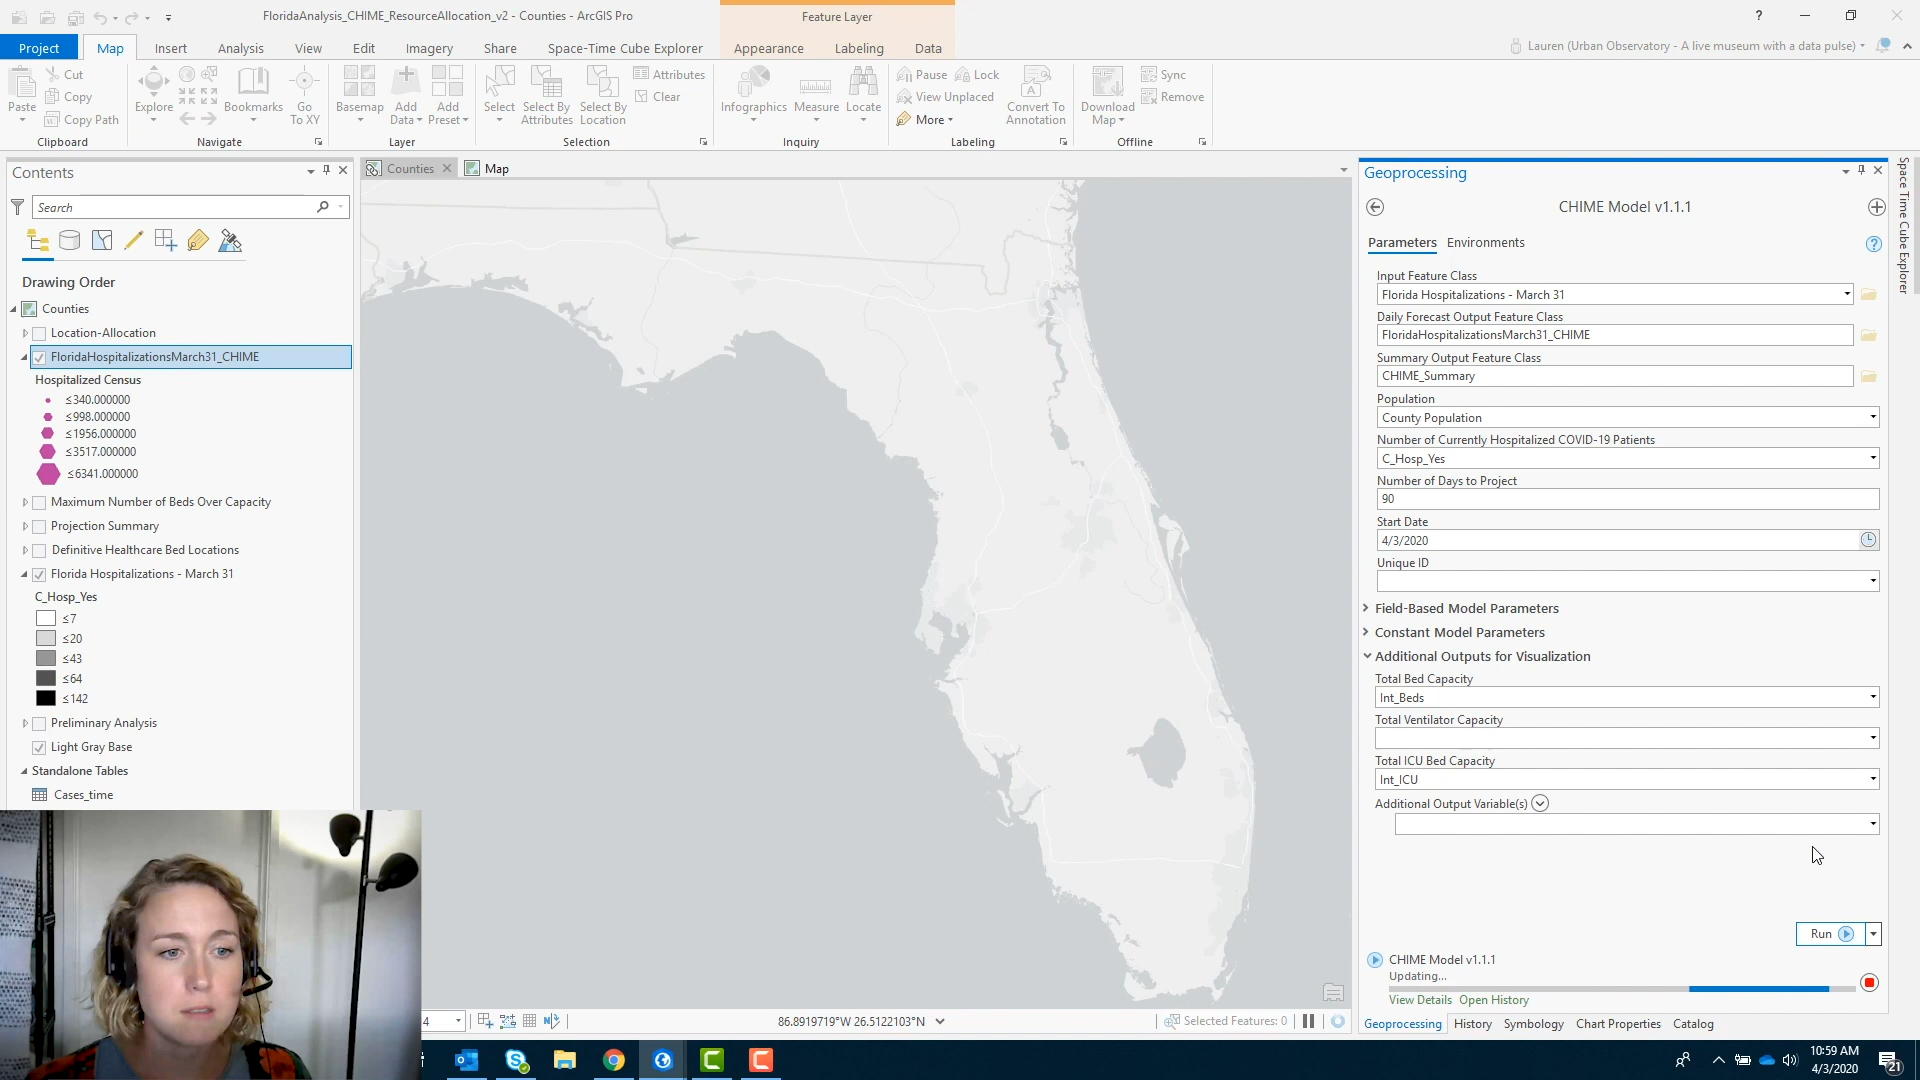 FloridaAnalysis_CHIME_ResourceAllocation_v2 - Counties - ArcGIS Pro
Feature Layer
?
Project
Map
Insert
Analysis
View
Edit
Imagery
Share
Space-Time Cube Explorer
Appearance
Labeling
Data
Lauren (Urban Observatory - A live museum with a data pulse)
Paste
Cut
Copy
Copy Path
Clipboard
Explore
Bookmarks
Go
To XY
Navigate
Basemap
Add
Data
Add
Preset
Layer
Select
Select By
Attributes
Select By
Location
Attributes
Clear
Selection
Infographics
Measure
Locate
Inquiry
Pause
Lock
View Unplaced
More
Convert To
Annotation
Labeling
Download
Map
Sync
Remove
Offline
Contents
Search
Drawing Order
Counties
Location-Allocation
FloridaHospitalizationsMarch31_CHIME
Hospitalized Census
≤340.000000
≤998.000000
≤1956.000000
≤3517.000000
≤6341.000000
Maximum Number of Beds Over Capacity
Projection Summary
Definitive Healthcare Bed Locations
Florida Hospitalizations - March 31
C_Hosp_Yes
≤7
≤20
≤43
≤64
≤142
Preliminary Analysis
Light Gray Base
Standalone Tables
Cases_time
Counties
Map
4
86.8919719°W 26.5122103°N
Selected Features: 0
Geoprocessing
CHIME Model v1.1.1
Parameters
Environments
?
Input Feature Class
Florida Hospitalizations - March 31
Daily Forecast Output Feature Class
FloridaHospitalizationsMarch31_CHIME
Summary Output Feature Class
CHIME_Summary
Population
County Population
Number of Currently Hospitalized COVID-19 Patients
C_Hosp_Yes
Number of Days to Project
90
Start Date
4/3/2020
Unique ID
Field-Based Model Parameters
Constant Model Parameters
Additional Outputs for Visualization
Total Bed Capacity
Int_Beds
Total Ventilator Capacity
Total ICU Bed Capacity
Int_ICU
Additional Output Variable(s)
Run
CHIME Model v1.1.1
Updating...
View Details Open History
Geoprocessing
History
Symbology
Chart Properties
Catalog
Space Time Cube Explorer
10:59 AM
4/3/2020
21